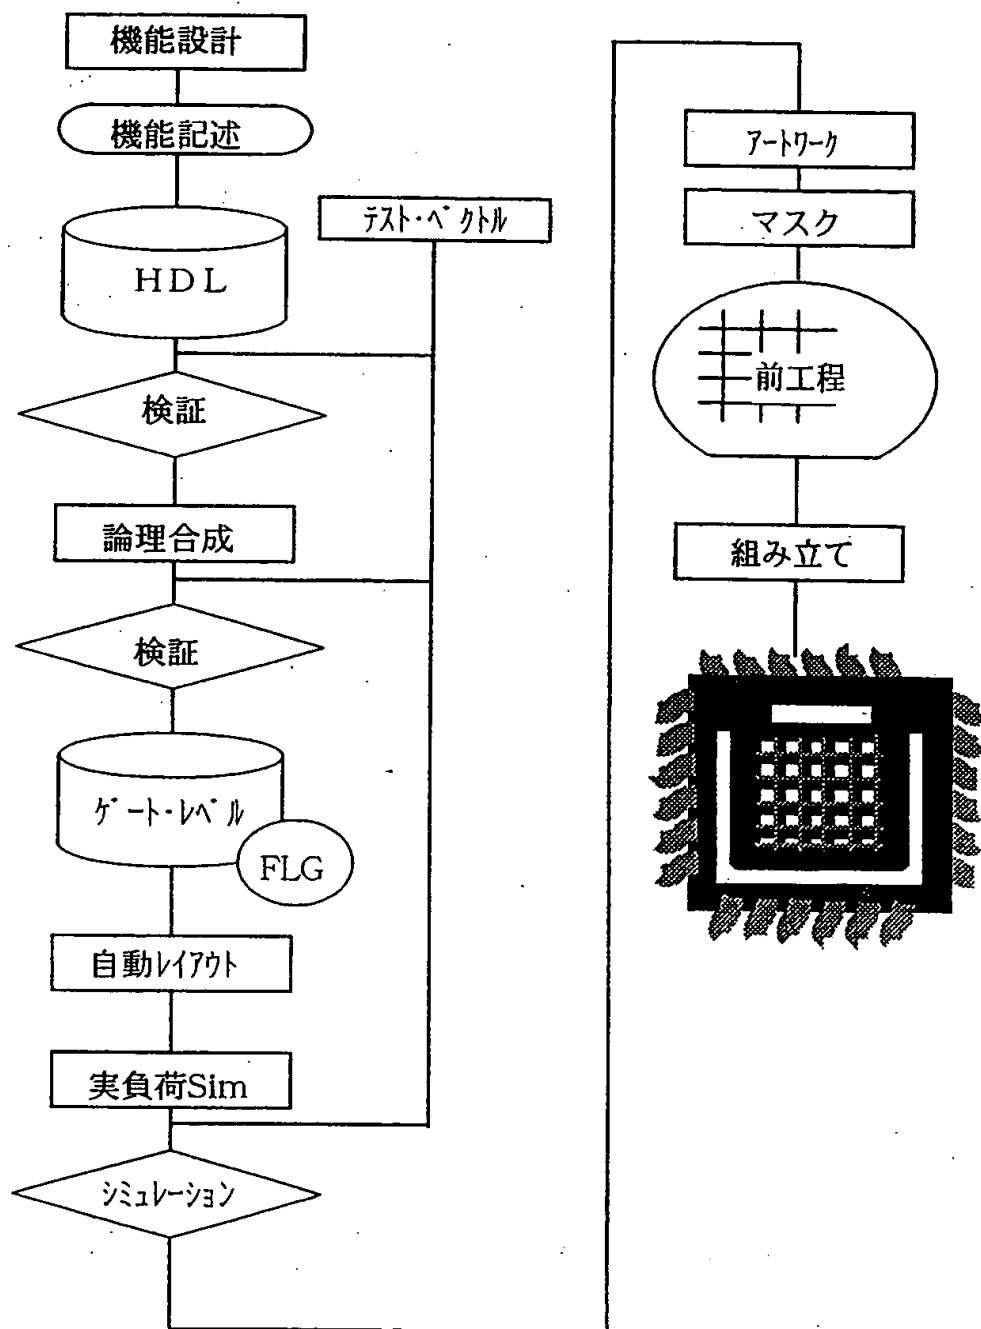 機能設計
機能記述
テスト・ベクトル
HDL
検証
論理合成
検証
ゲート・レベル
FLG
自動レイアウト
実負荷Sim
シミュレーション
アートワーク
マスク
前工程
組み立て